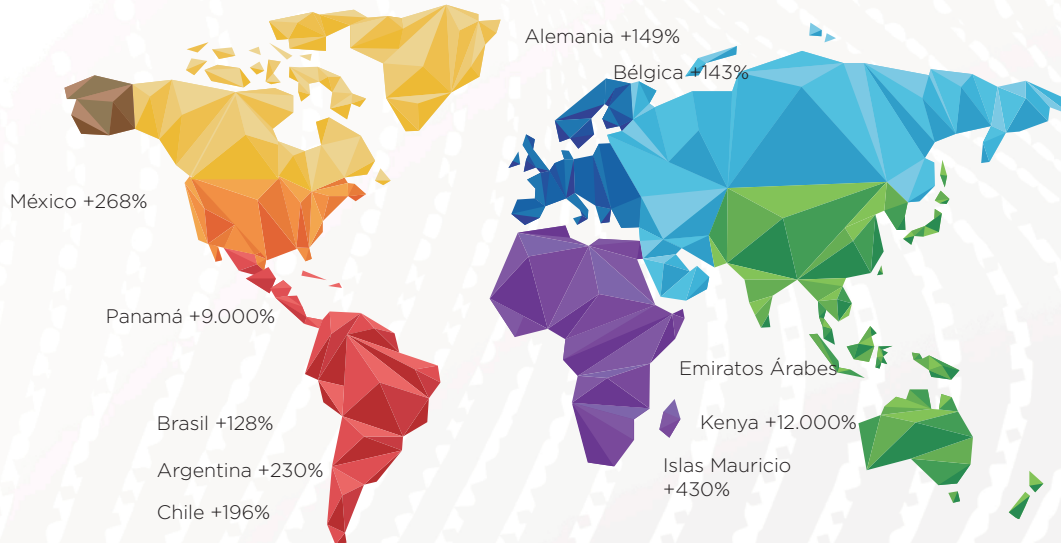 Alemania +149%
Bélgica +143%
México +268%
Panamá +9.000%
Emiratos Árabes
Brasil +128%
Kenya +12.000%
Argentina +230%
Islas Mauricio
+430%
Chile +196%